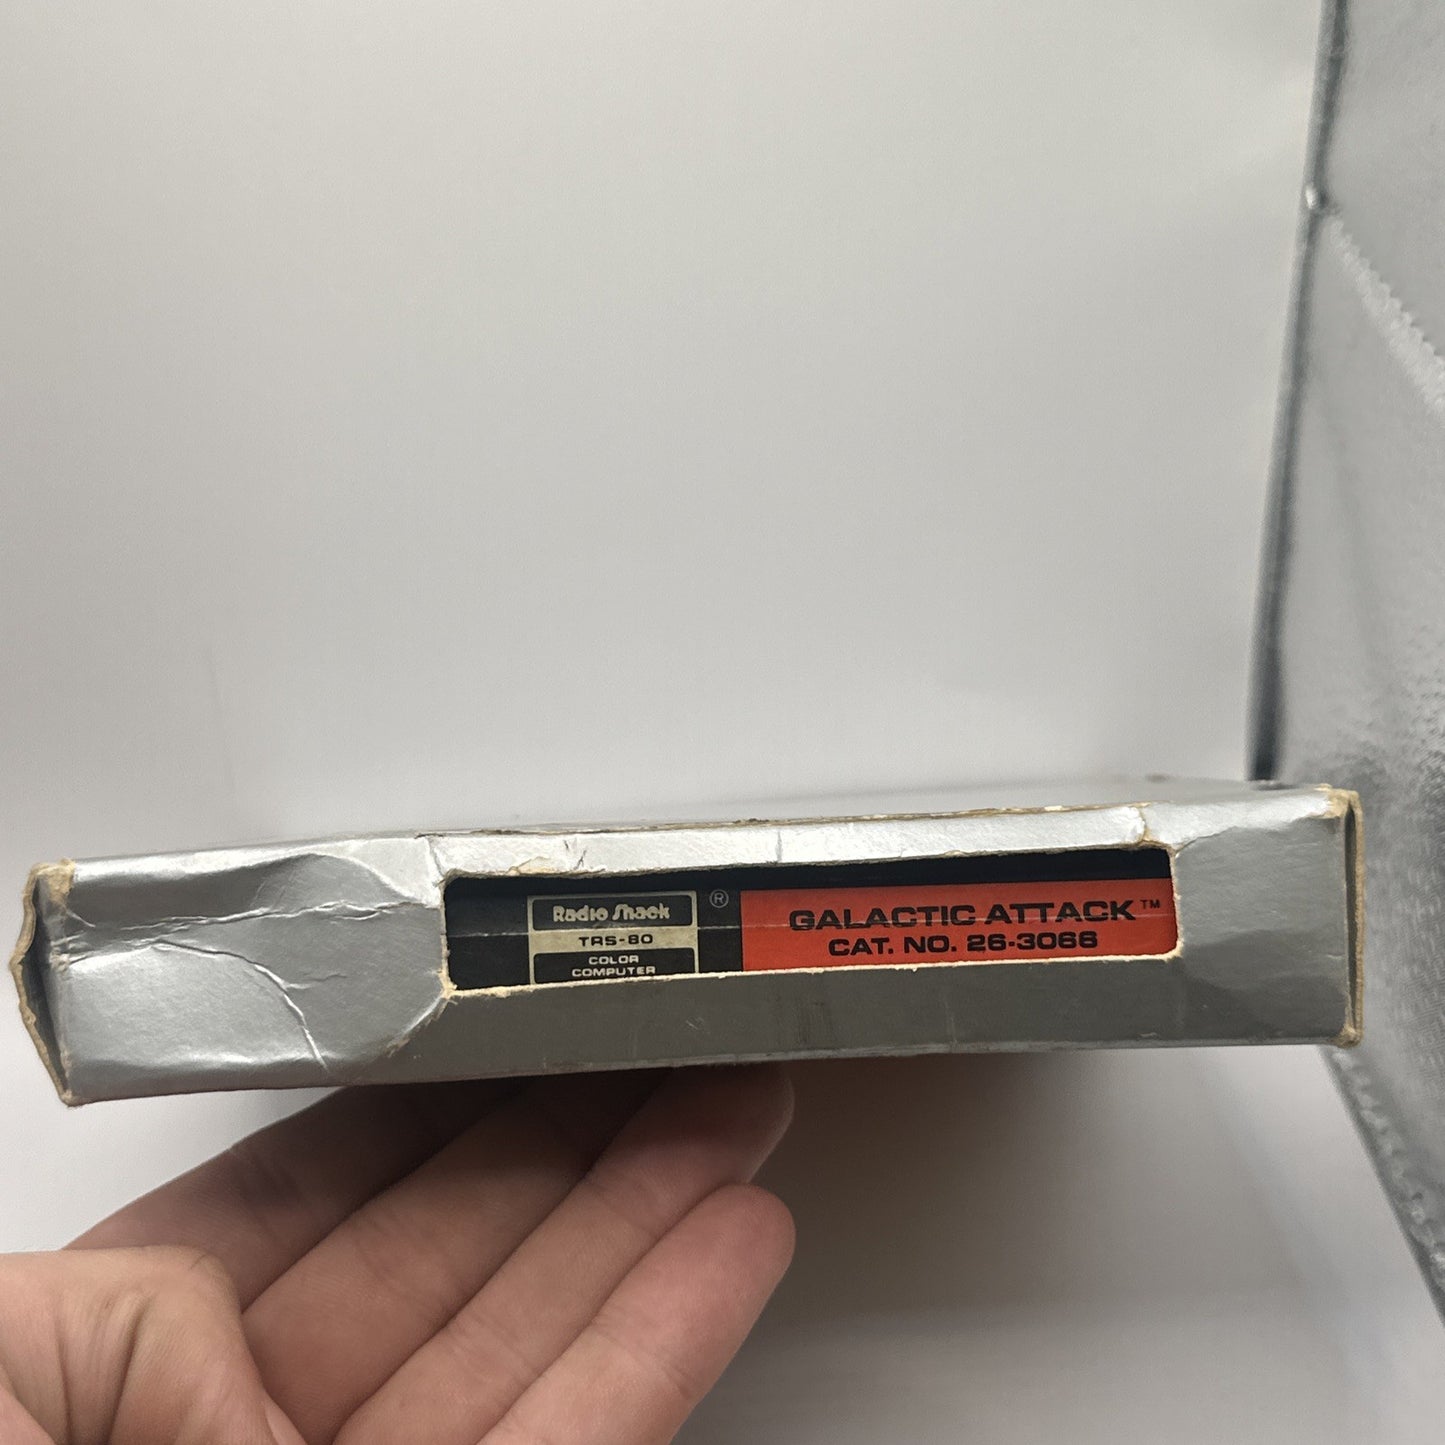 Radio Shack ®
TRS-80
COLOR
COMPUTER
GALACTIC ATTACK™
CAT. NO. 26-3066